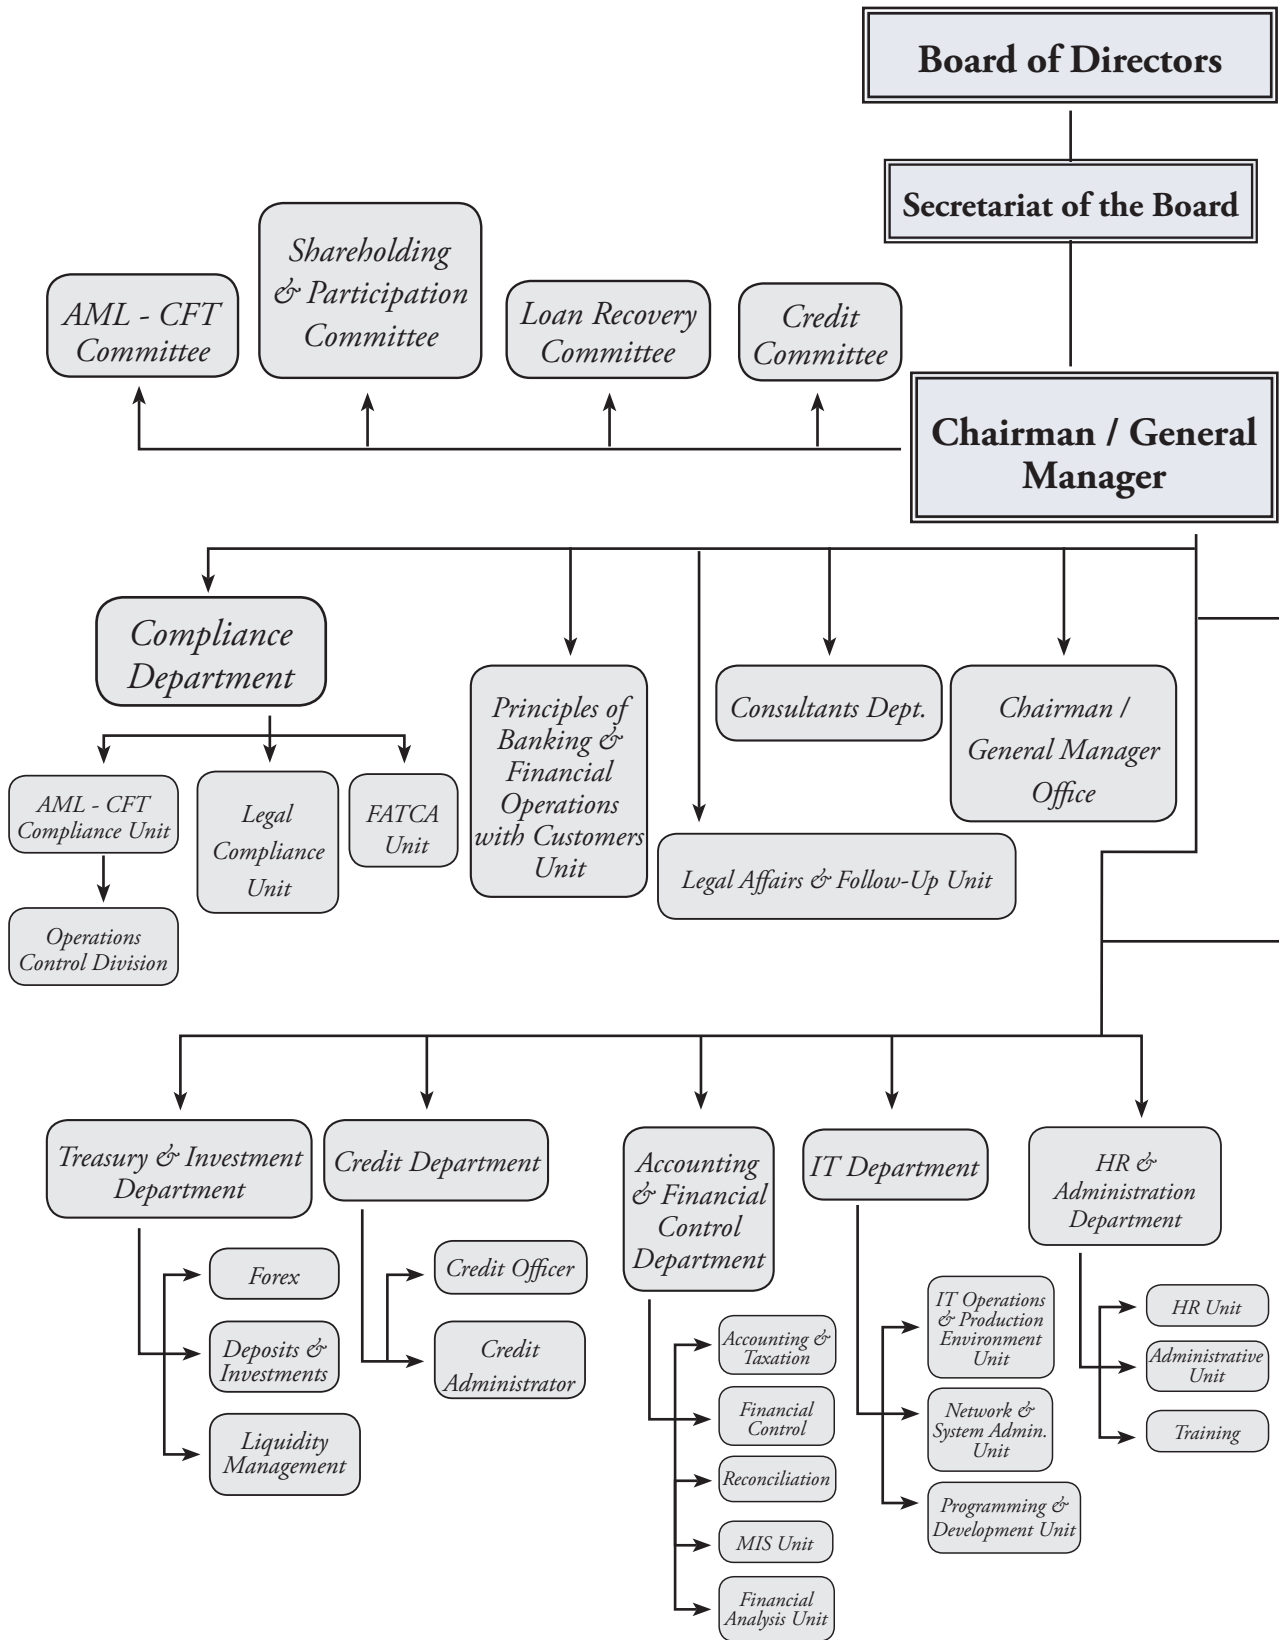 Board of Directors
Secretariat of the Board
Shareholding
& Participation
Committee
AML - CFT
Committee
Loan Recovery
Committee
Credit
Committee
Chairman / General
Manager
Compliance
Department
Principles of
Banking &
Financial
Operations
with Customers
Unit
Consultants Dept.
Chairman /
General Manager
Office
AML - CFT
Compliance Unit
Legal
Compliance
Unit
FATCA
Unit
Legal Affairs & Follow-Up Unit
Operations
Control Division
Treasury & Investment
Department
Credit Department
Accounting
& Financial
Control
Department
IT Department
HR &
Administration
Department
Forex
Deposits &
Investments
Liquidity
Management
Credit Officer
Credit
Administrator
Accounting &
Taxation
Financial
Control
Reconciliation
MIS Unit
Financial
Analysis Unit
IT Operations
& Production
Environment
Unit
Network &
System Admin.
Unit
Programming &
Development Unit
HR Unit
Administrative
Unit
Training